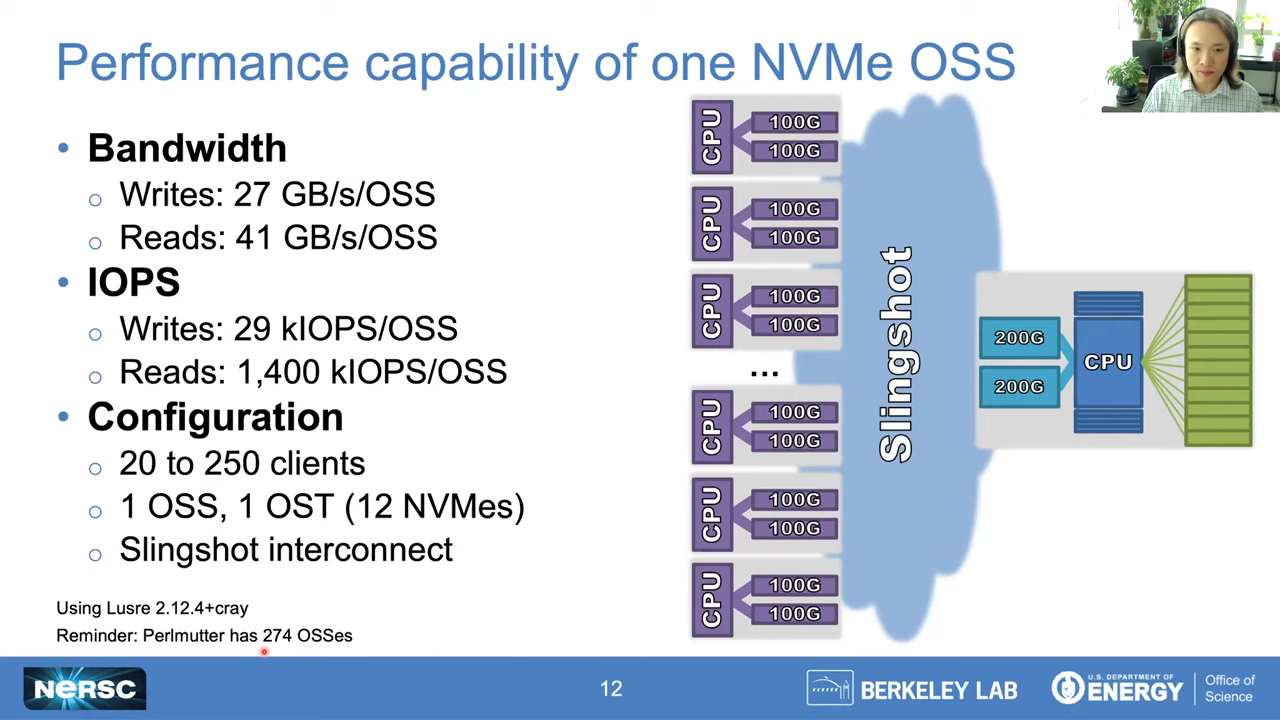 Performance capability of one NVMe OSS
• Bandwidth
o Writes: 27 GB/s/OSS
o Reads: 41 GB/s/OSS
• IOPS
o Writes: 29 kIOPS/OSS
o Reads: 1,400 kIOPS/OSS
• Configuration
o 20 to 250 clients
o 1 OSS, 1 OST (12 NVMes)
o Slingshot interconnect
Using Lusre 2.12.4+cray
Reminder: Perlmutter has 274 OSSes
CPU
100G
100G
CPU
100G
100G
CPU
100G
100G
...
CPU
100G
100G
CPU
100G
100G
CPU
100G
100G
Slingshot
200G
200G
CPU
NERSC
12
BERKELEY LAB
U.S. DEPARTMENT OF
ENERGY
Office of
Science